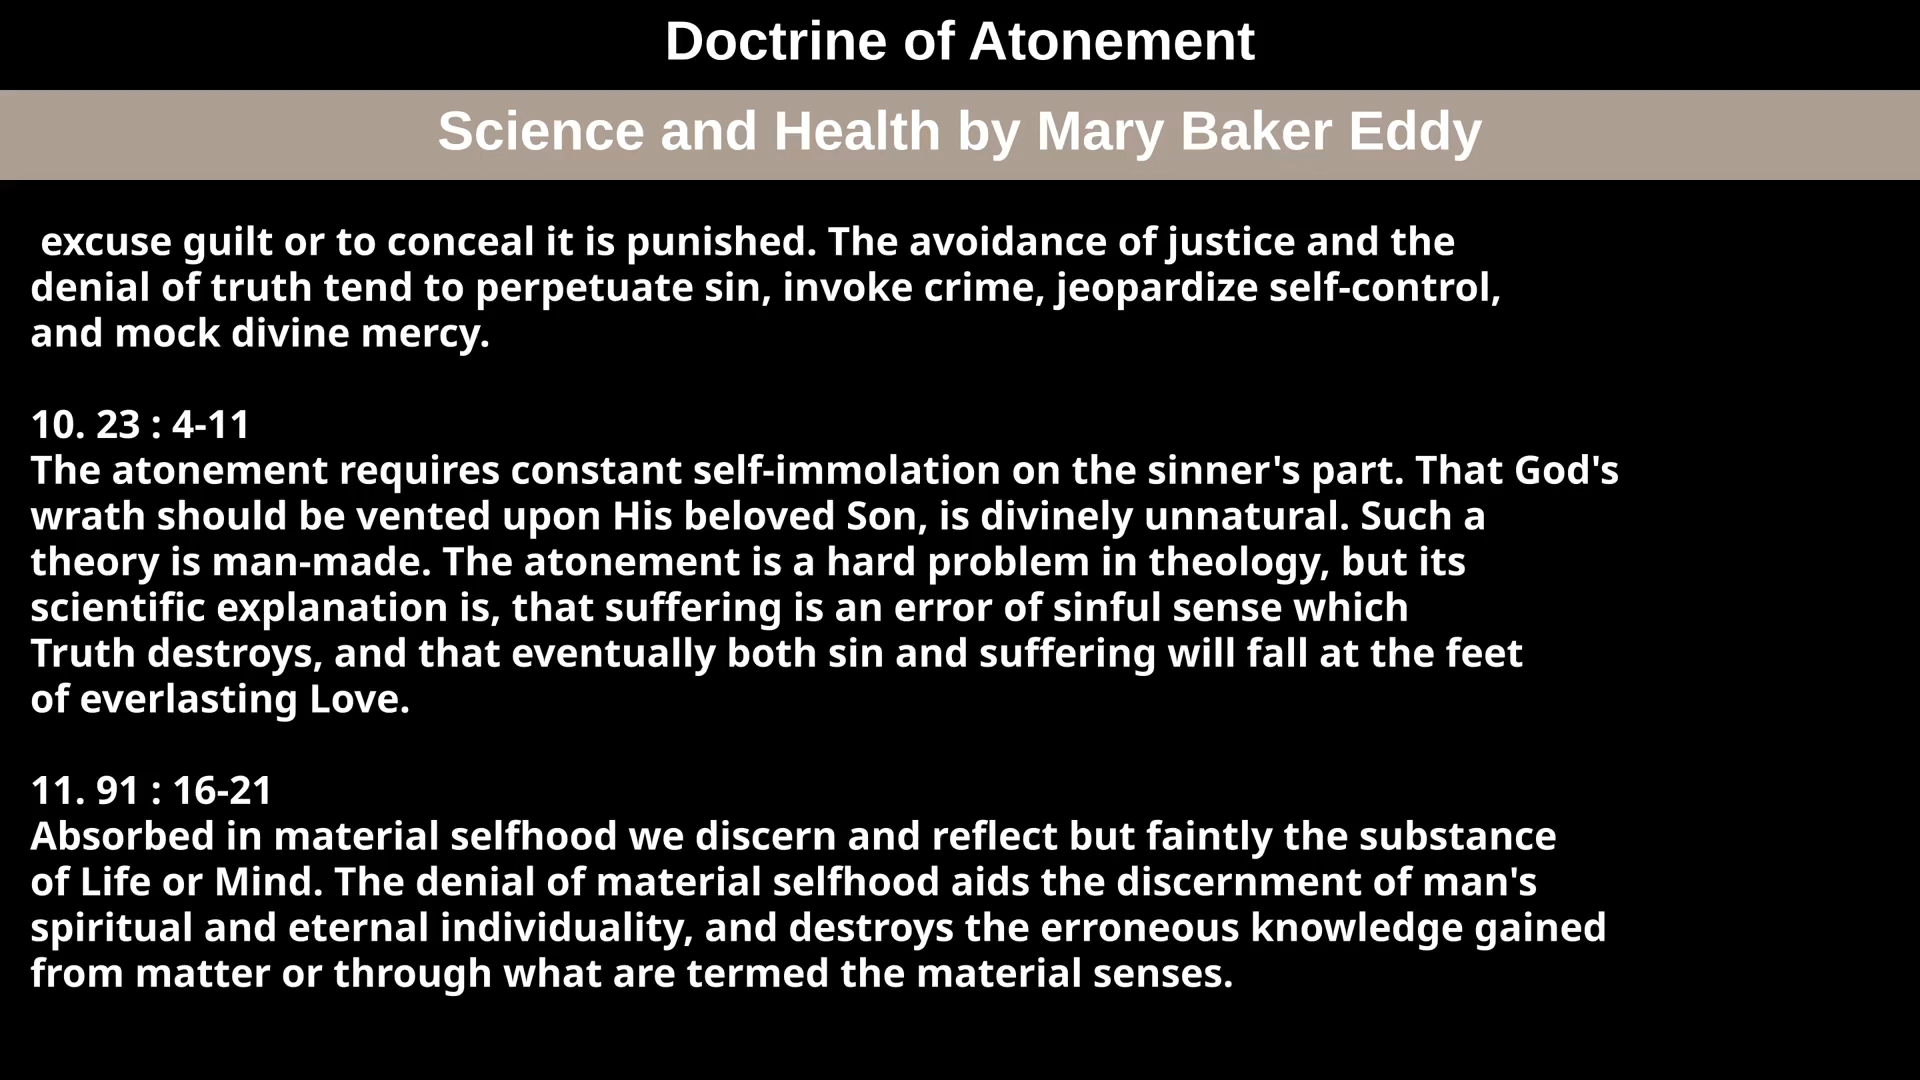 Doctrine of Atonement
Science and Health by Mary Baker Eddy
excuse guilt or to conceal it is punished. The avoidance of justice and the
denial of truth tend to perpetuate sin, invoke crime, jeopardize self-control,
and mock divine mercy.
10. 23 : 4-11
The atonement requires constant self-immolation on the sinner's part. That God's
wrath should be vented upon His beloved Son, is divinely unnatural. Such a
theory is man-made. The atonement is a hard problem in theology, but its
scientific explanation is, that suffering is an error of sinful sense which
Truth destroys, and that eventually both sin and suffering will fall at the feet
of everlasting Love.
11. 91 : 16-21
Absorbed in material selfhood we discern and reflect but faintly the substance
of Life or Mind. The denial of material selfhood aids the discernment of man's
spiritual and eternal individuality, and destroys the erroneous knowledge gained
from matter or through what are termed the material senses.